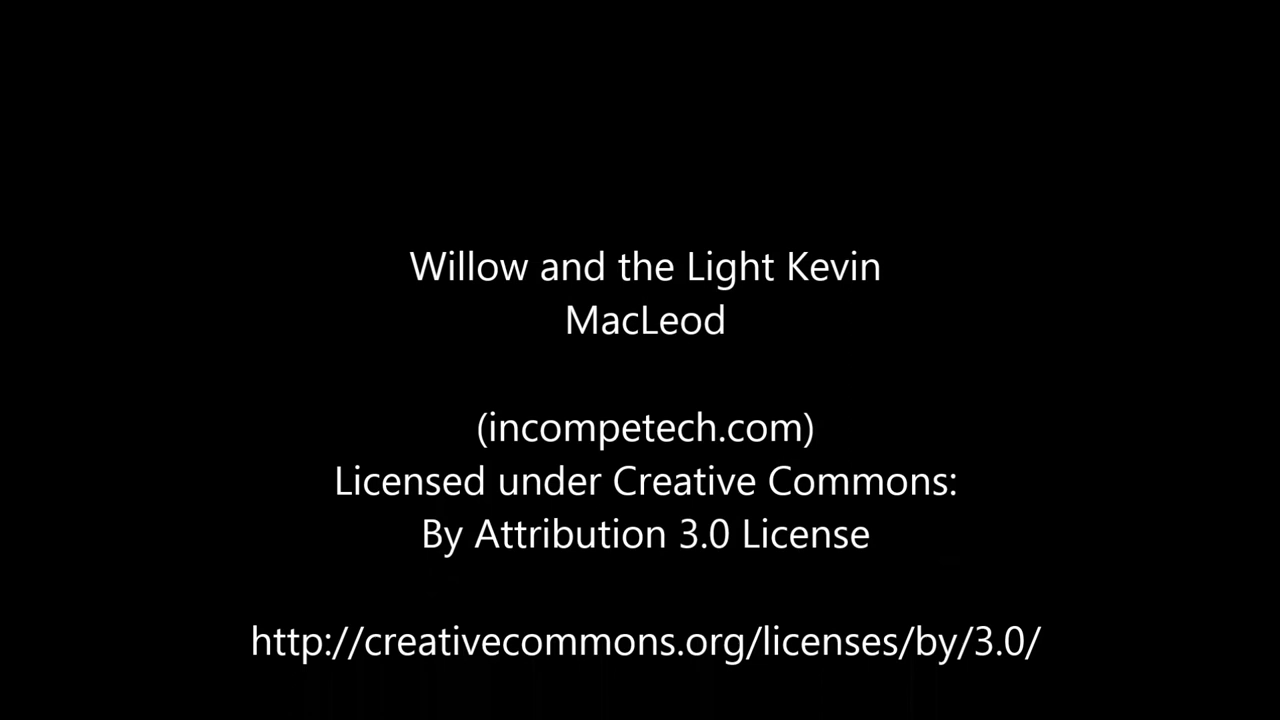 Willow and the Light Kevin
MacLeod
(incompetech.com)
Licensed under Creative Commons:
By Attribution 3.0 License
http://creativecommons.org/licenses/by/3.0/